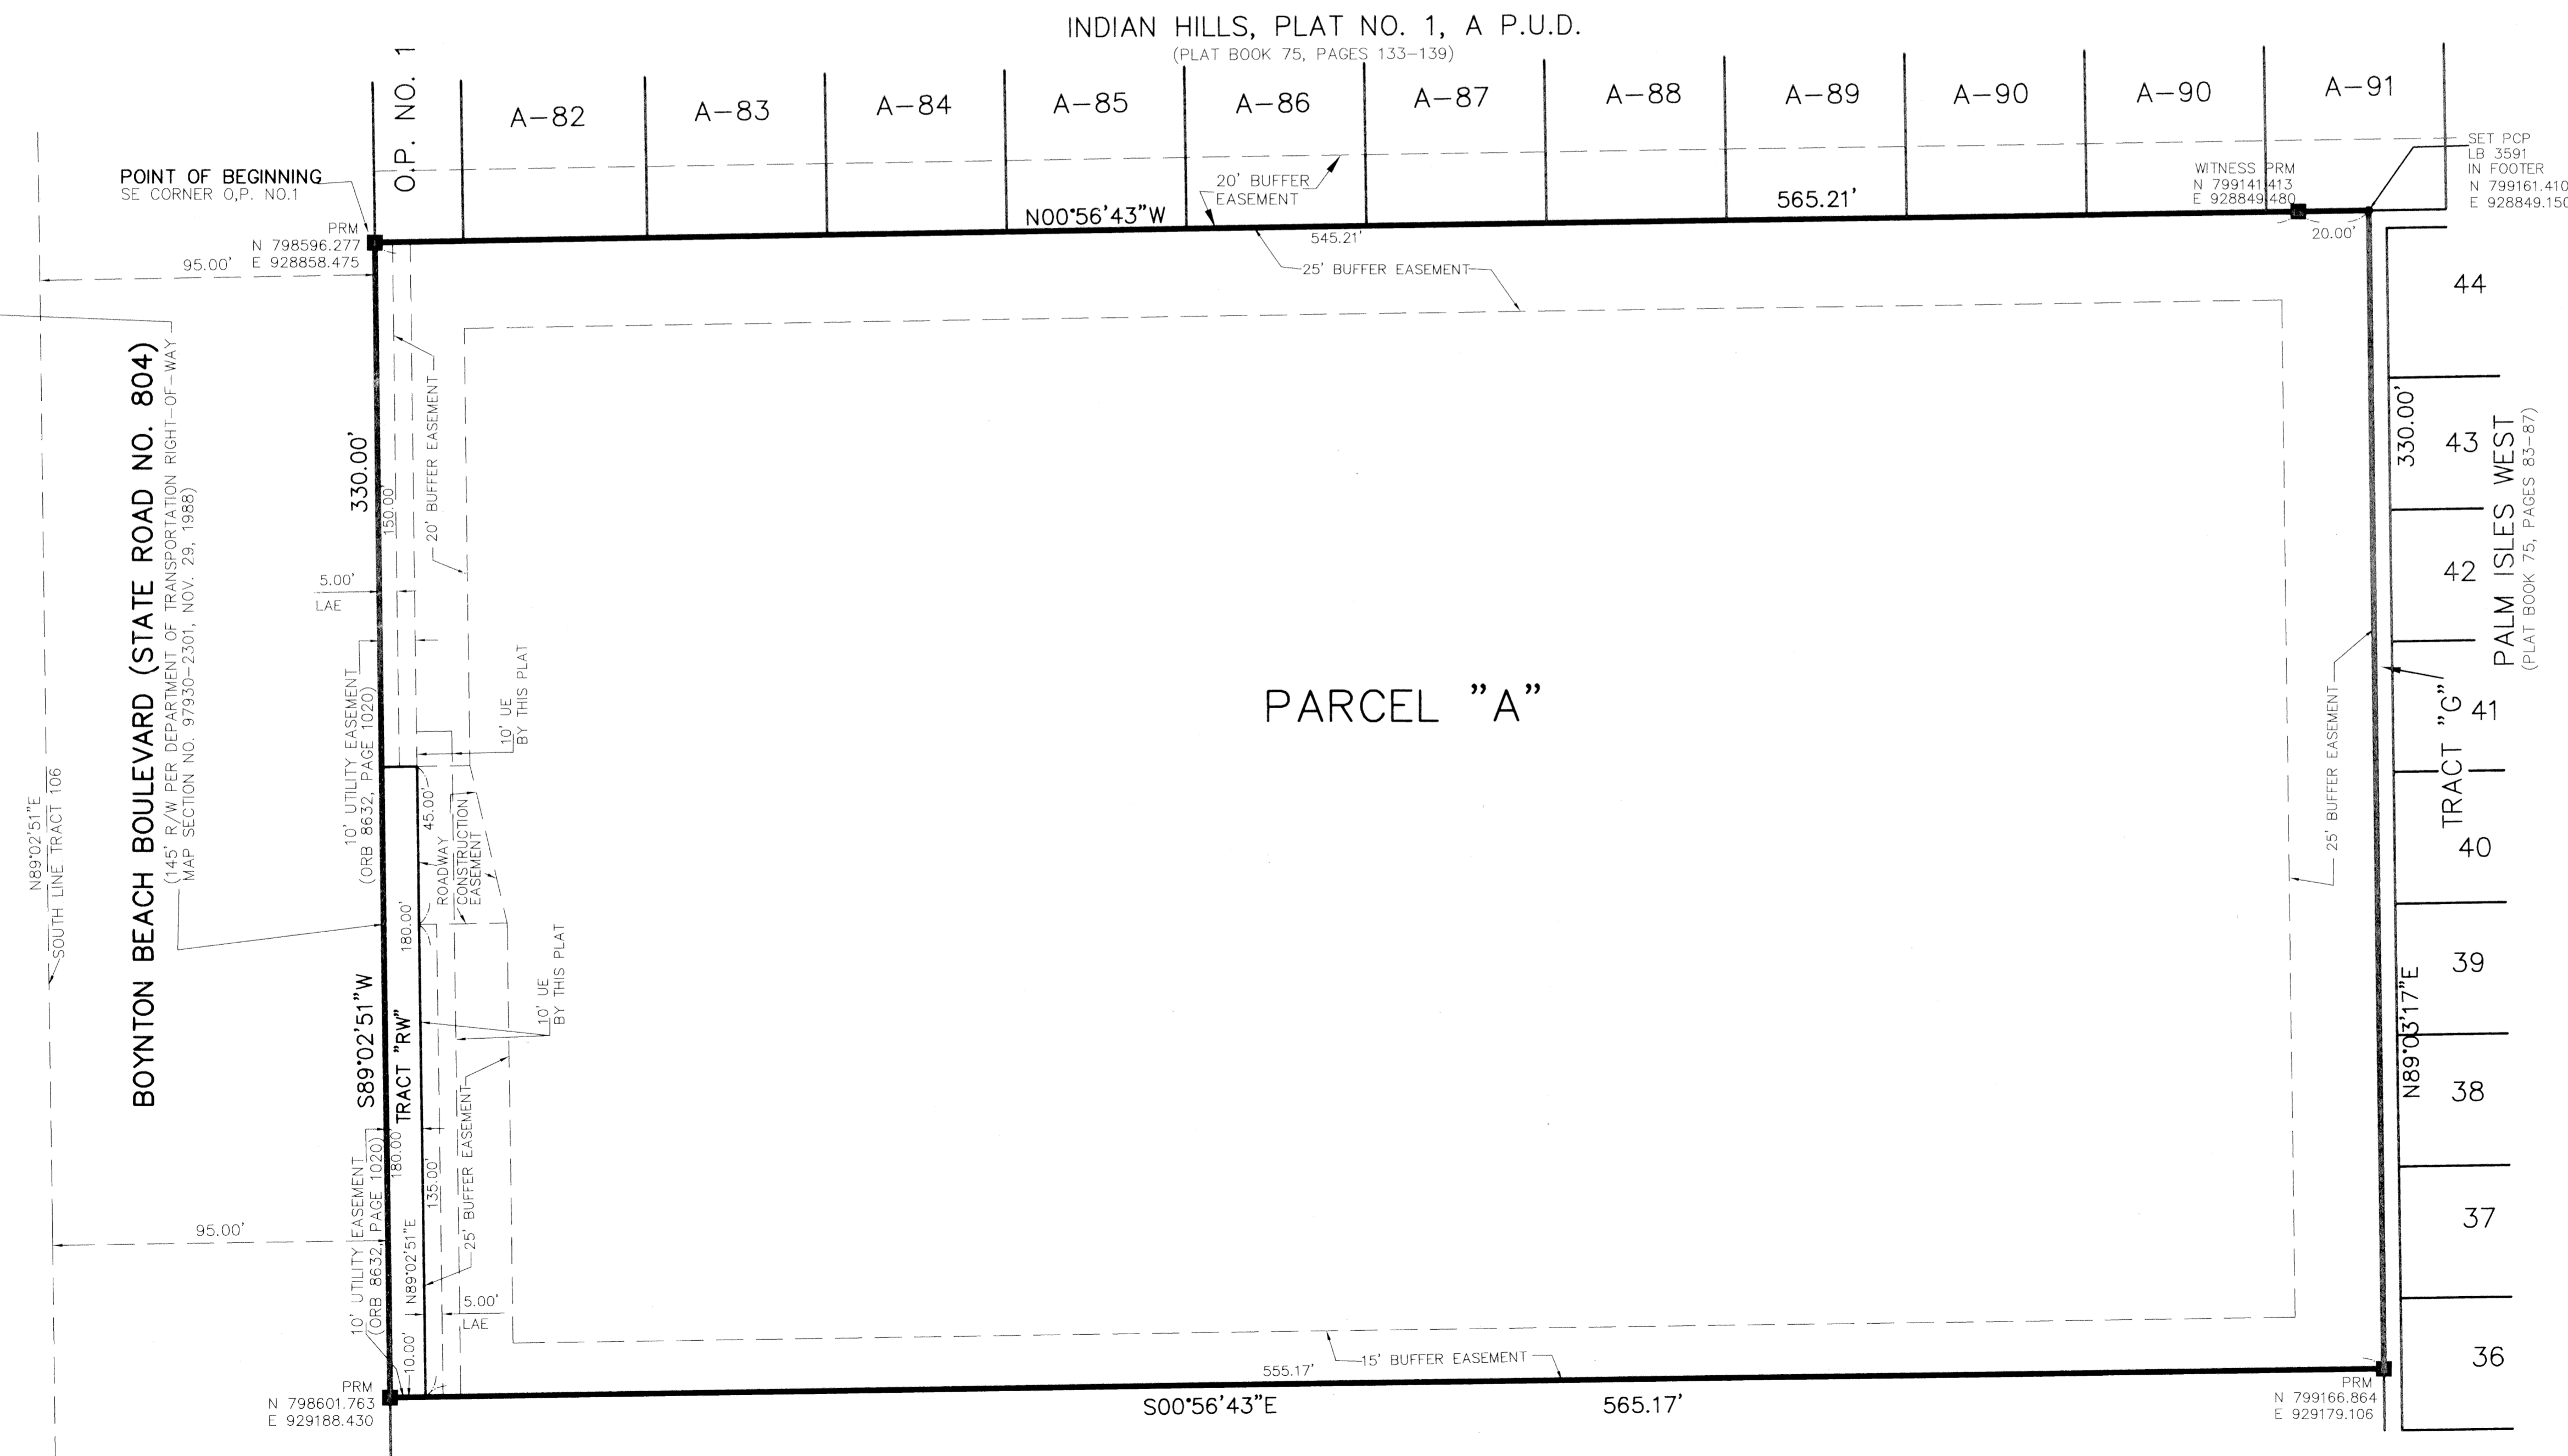 INDIAN HILLS, PLAT NO. 1, A P.U.D.
(PLAT BOOK 75, PAGES 133-139)
O.P. NO. 1
A-82
A-83
A-84
A-85
A-86
A-87
A-88
A-89
A-90
A-90
A-91
POINT OF BEGINNING
SE CORNER O,P. NO.1
PRM
N 798596.277
E 928858.475
95.00'
20' BUFFER
EASEMENT
N00°56'43"W
565.21'
545.21'
25' BUFFER EASEMENT
WITNESS PRM
N 799141.413
E 928849.480
20.00'
SET PCP
LB 3591
IN FOOTER
N 799161.410
E 928849.150
BOYNTON BEACH BOULEVARD (STATE ROAD NO. 804)
(145' R/W PER DEPARTMENT OF TRANSPORTATION RIGHT-OF-WAY
MAP SECTION NO. 97930-2301, NOV. 29, 1988)
N89°02'51"E
SOUTH LINE TRACT 106
330.00'
150.00'
20' BUFFER EASEMENT
5.00'
LAE
10' UTILITY EASEMENT
(ORB 8632, PAGE 1020)
10' UE
BY THIS PLAT
45.00'
ROADWAY
CONSTRUCTION
EASEMENT
180.00'
S89°02'51"W
TRACT "RW"
180.00'
10' UE
BY THIS PLAT
25' BUFFER EASEMENT
135.00'
N89°02'51"E
10' UTILITY EASEMENT
(ORB 8632, PAGE 1020)
95.00'
5.00'
LAE
10.00'
PRM
N 798601.763
E 929188.430
PARCEL "A"
25' BUFFER EASEMENT
330.00'
PALM ISLES WEST
(PLAT BOOK 75, PAGES 83-87)
TRACT "G"
N89°03'17"E
44
43
42
41
40
39
38
37
36
15' BUFFER EASEMENT
555.17'
S00°56'43"E
565.17'
PRM
N 799166.864
E 929179.106